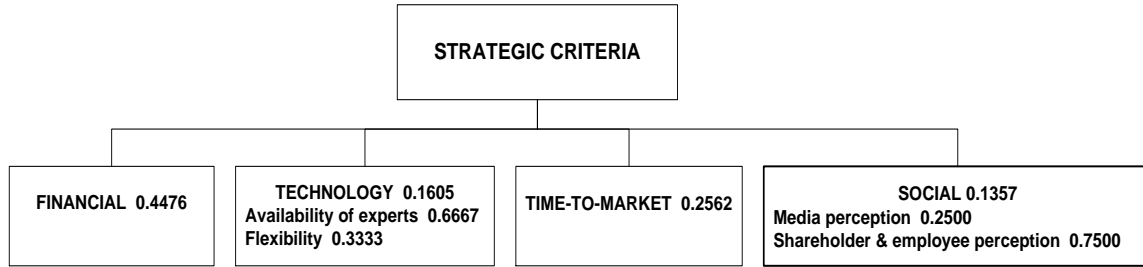 STRATEGIC CRITERIA
FINANCIAL 0.4476
TECHNOLOGY 0.1605
Availability of experts 0.6667
Flexibility 0.3333
TIME-TO-MARKET 0.2562
SOCIAL 0.1357
Media perception 0.2500
Shareholder & employee perception 0.7500